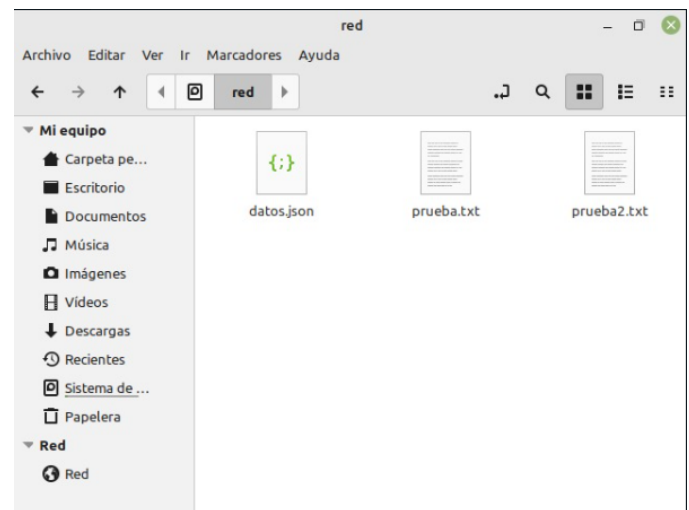 red
Archivo Editar Ver Ir Marcadores Ayuda
red
Mi equipo
Carpeta pe...
Escritorio
Documentos
Música
Imágenes
Vídeos
Descargas
Recientes
Sistema de ...
Papelera
Red
Red
datos.json prueba.txt prueba2.txt